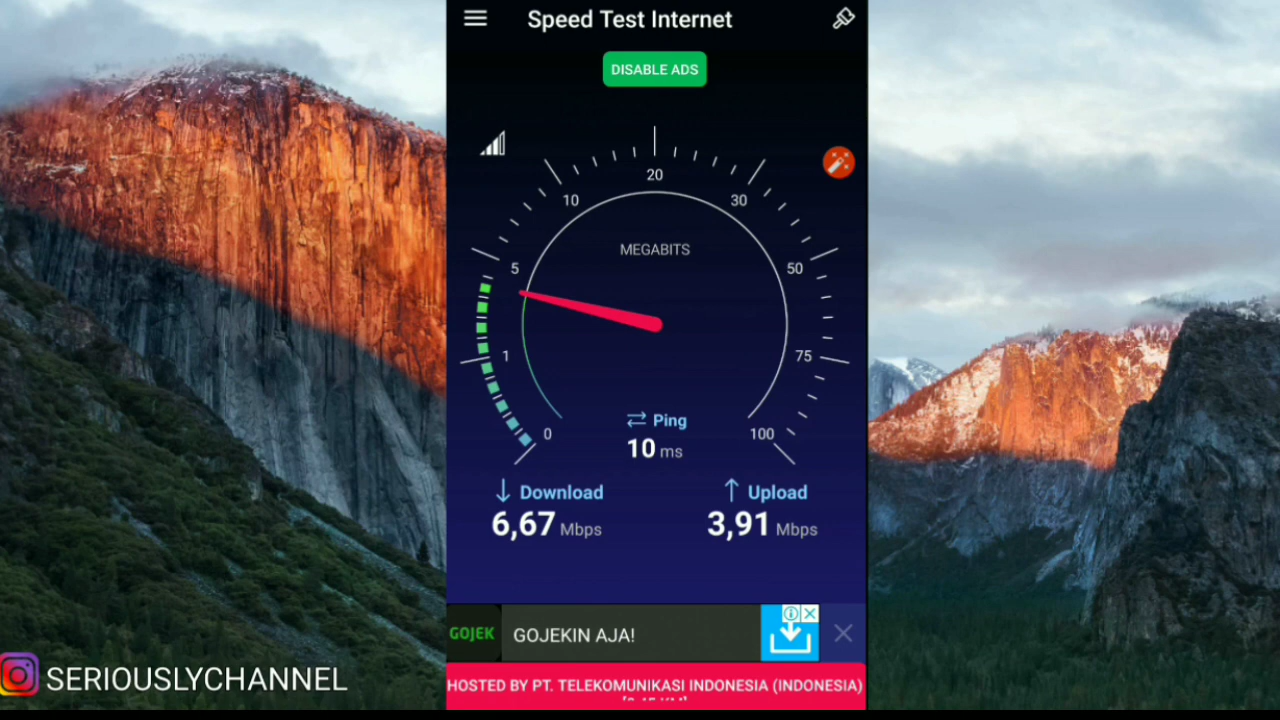 Speed Test Internet
DISABLE ADS
20
10
30
MEGABITS
5
50
1
75
Ping
0
100
10 ms
Download
Upload
6,67 Mbps
3,91 Mbps
GOJEK
GOJEKIN AJA!
SERIOUSLYCHANNEL
HOSTED BY PT. TELEKOMUNIKASI INDONESIA (INDONESIA)